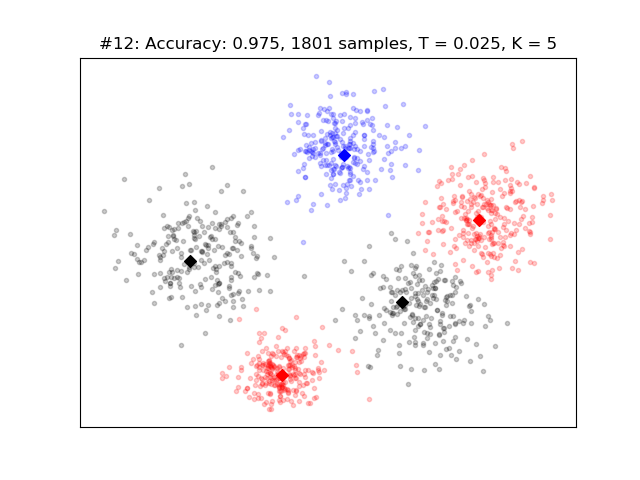 #12: Accuracy: 0.975, 1801 samples, T = 0.025, K = 5